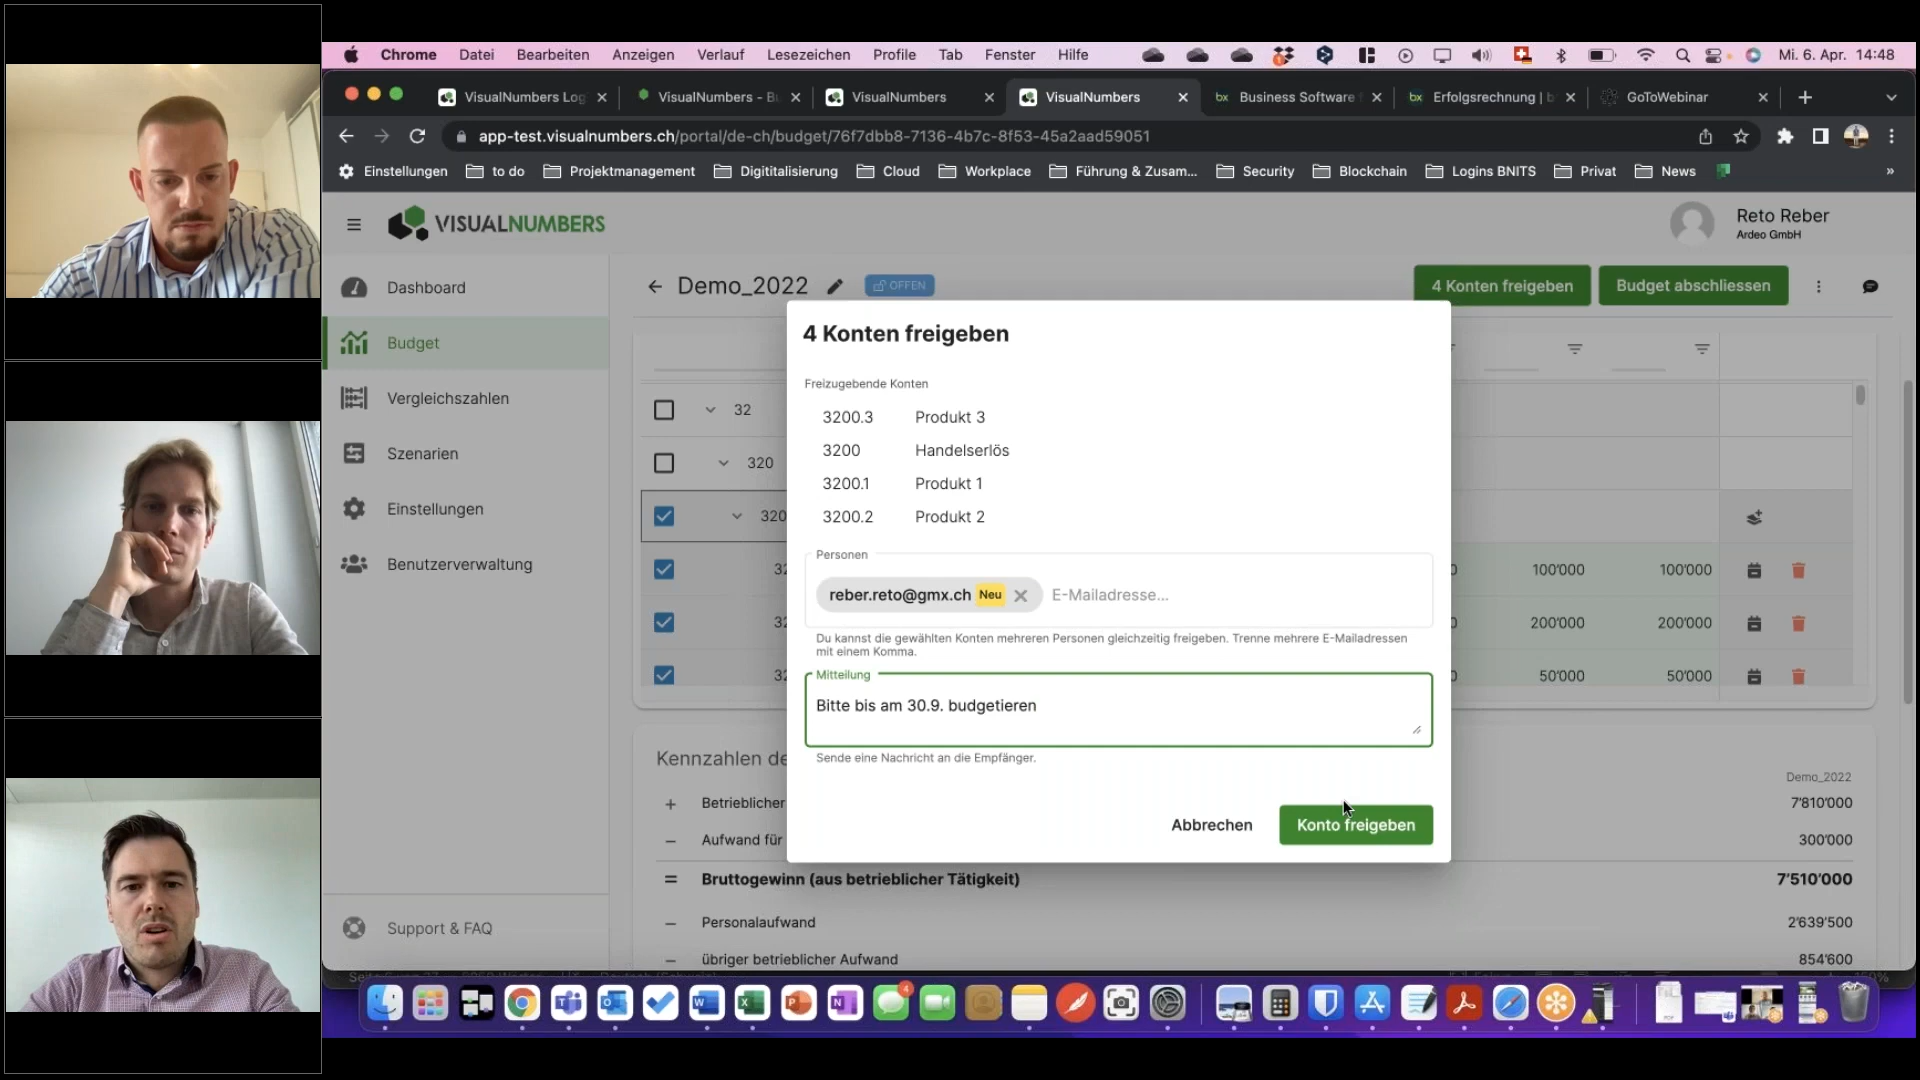 Chrome Datei Bearbeiten Anzeigen Verlauf Lesezeichen Profile Tab Fenster Hilfe Mi. 6. Apr. 14:48
VisualNumbers Log VisualNumbers - Bu VisualNumbers VisualNumbers Business Software Erfolgsrechnung | GoToWebinar
app-test.visualnumbers.ch/portal/de-ch/budget/76f7dbb8-7136-4b7c-8f53-45a2aad59051
Einstellungen to do Projektmanagement Digititalisierung Cloud Workplace Führung & Zusam... Security Blockchain Logins BNITS Privat News »
VISUALNUMBERS
Reto Reber
Ardeo GmbH
Dashboard
Budget
Vergleichszahlen
Szenarien
Einstellungen
Benutzerverwaltung
Support & FAQ
Demo_2022 OFFEN 4 Konten freigeben Budget abschliessen
32
320
320
32 0 100'000 100'000
32 0 200'000 200'000
32 0 50'000 50'000
4 Konten freigeben
Freizugebende Konten
3200.3 Produkt 3
3200 Handelserlös
3200.1 Produkt 1
3200.2 Produkt 2
Personen
reber.reto@gmx.ch Neu E-Mailadresse...
Du kannst die gewählten Konten mehreren Personen gleichzeitig freigeben. Trenne mehrere E-Mailadressen
mit einem Komma.
Mitteilung
Bitte bis am 30.9. budgetieren
Sende eine Nachricht an die Empfänger.
Abbrechen Konto freigeben
Kennzahlen de
Demo_2022
+ Betrieblicher 7'810'000
– Aufwand für 300'000
= Bruttogewinn (aus betrieblicher Tätigkeit) 7'510'000
– Personalaufwand 2'639'500
– übriger betrieblicher Aufwand 854'600